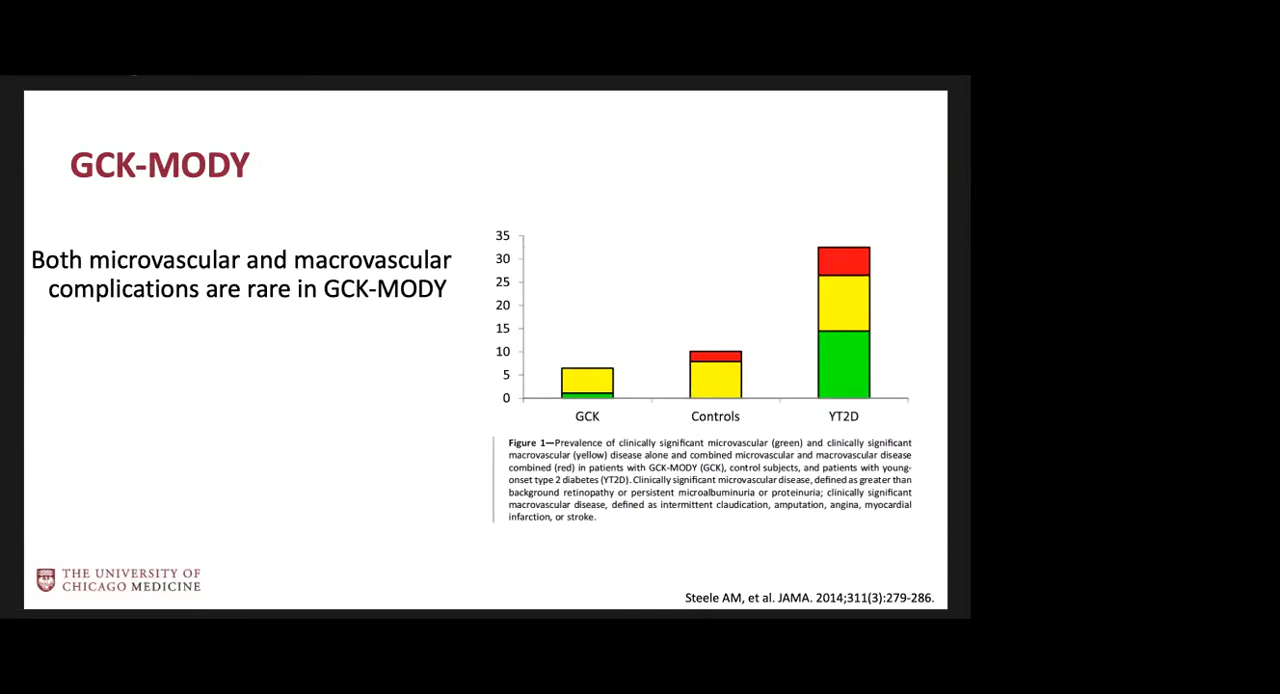 GCK-MODY
Both microvascular and macrovascular
complications are rare in GCK-MODY
35
30
25
20
15
10
5
0
GCK
Controls
YT2D
Figure 1—Prevalence of clinically significant microvascular (green) and clinically significant
macrovascular (yellow) disease alone and combined microvascular and macrovascular disease
combined (red) in patients with GCK-MODY (GCK), control subjects, and patients with young-
onset type 2 diabetes (YT2D). Clinically significant microvascular disease, defined as greater than
background retinopathy or persistent microalbuminuria or proteinuria; clinically significant
macrovascular disease, defined as intermittent claudication, amputation, angina, myocardial
infarction, or stroke.
THE UNIVERSITY OF
CHICAGO MEDICINE
Steele AM, et al. JAMA. 2014;311(3):279-286.